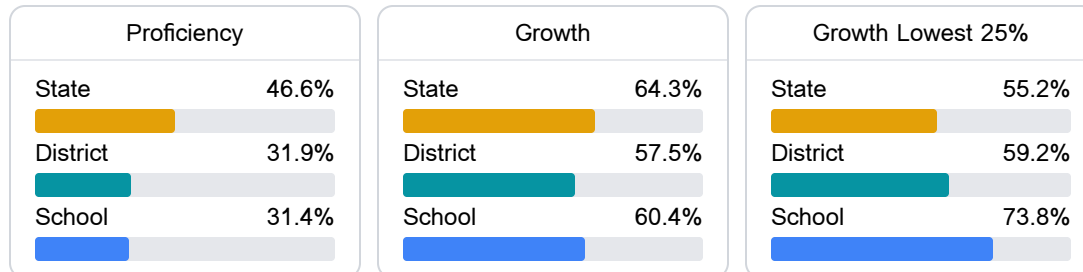 Proficiency
State 46.6%
District 31.9%
School 31.4%
Growth
State 64.3%
District 57.5%
School 60.4%
Growth Lowest 25%
State 55.2%
District 59.2%
School 73.8%